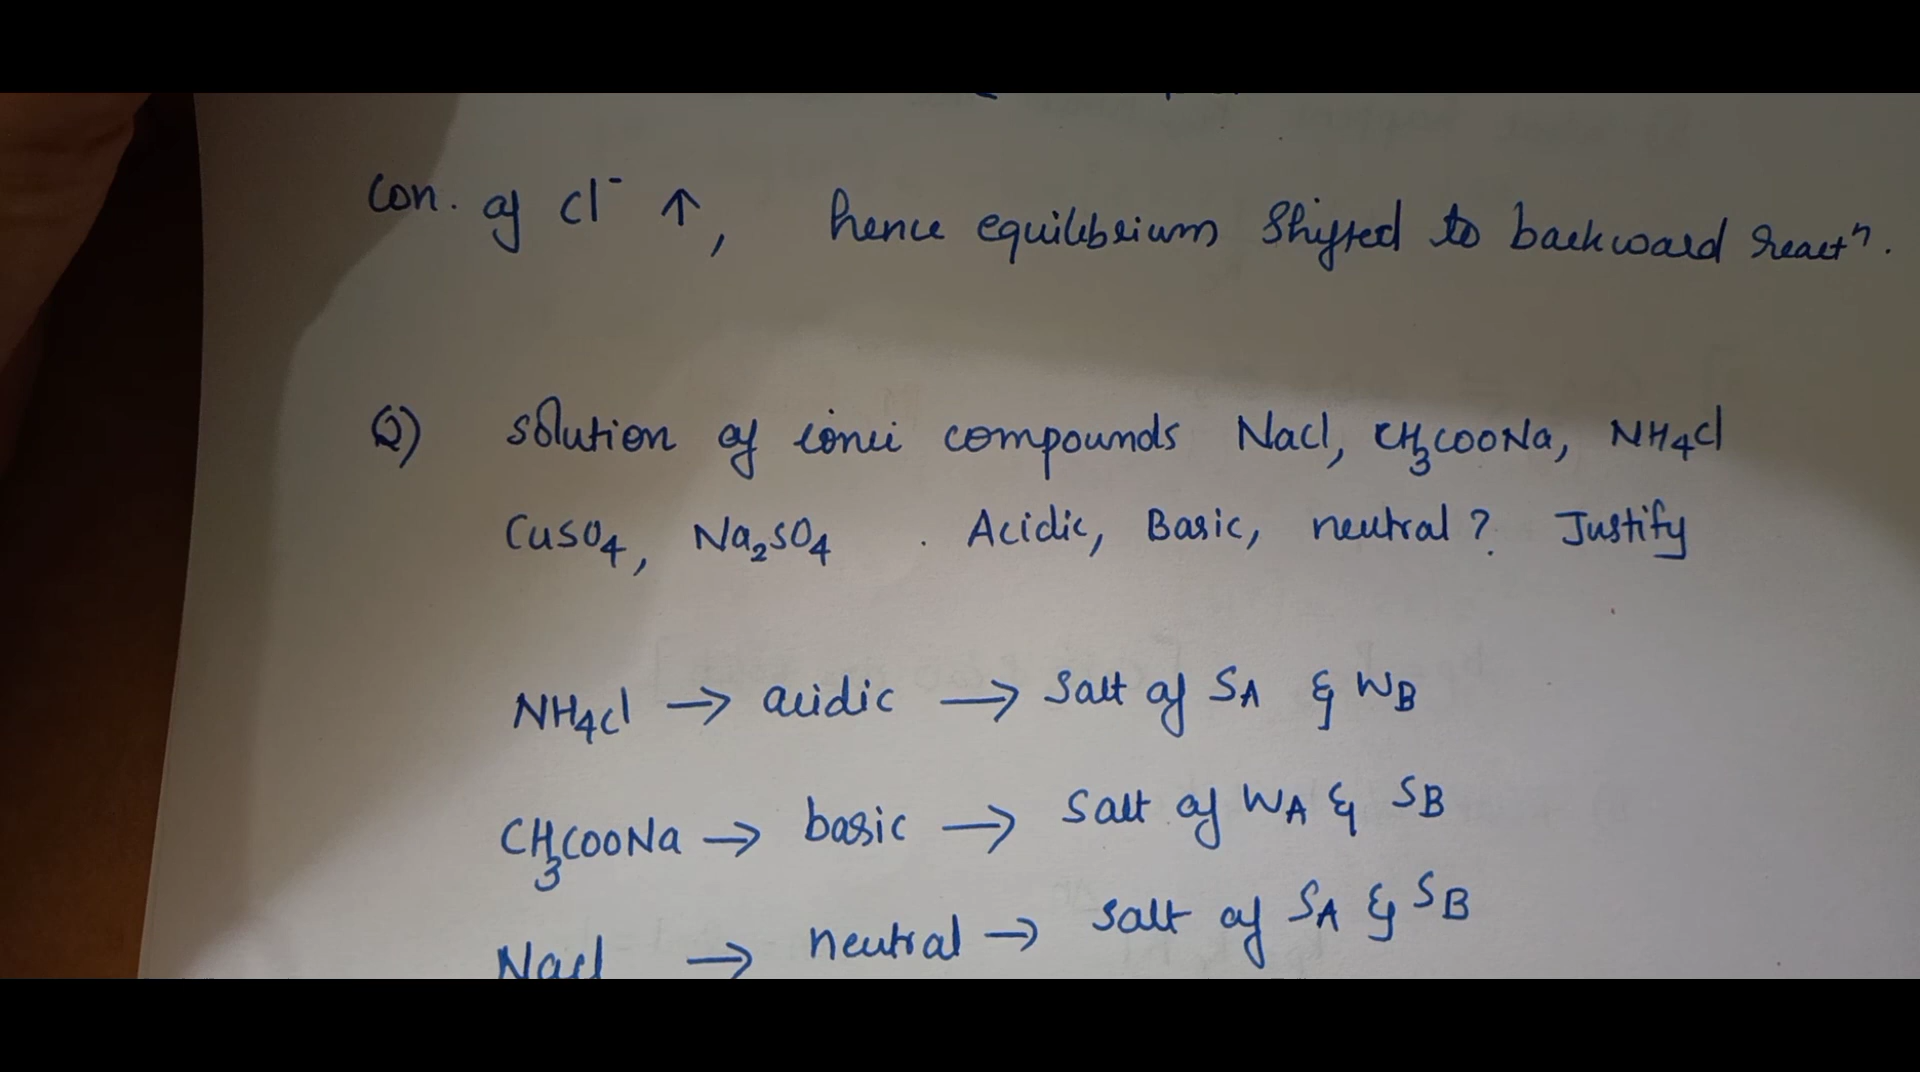 con. of cl⁻ ↑, hence equilibrium shifted to backward reactⁿ.
Q) solution of ionic compounds Nacl, CH₃COONa, NH₄Cl
CuSO₄, Na₂SO₄ . Acidic, Basic, neutral? Justify
NH₄Cl → acidic → salt of SA & WB
CH₃COONa → basic → salt of WA & SB
Nacl → neutral → salt of SA & SB